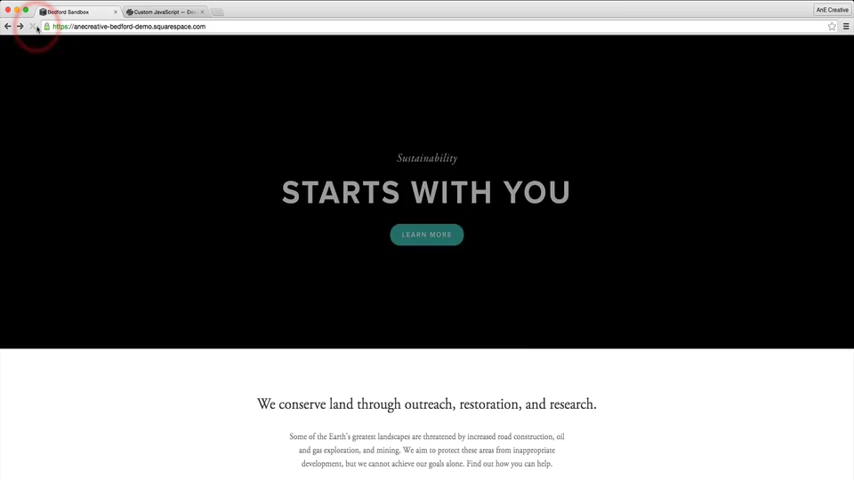 Bedford Sandbox
Custom JavaScript — De
AnE Creative
https://anecreative-bedford-demo.squarespace.com
Sustainability
STARTS WITH YOU
LEARN MORE
We conserve land through outreach, restoration, and research.
Some of the Earth's greatest landscapes are threatened by increased road construction, oil
and gas exploration, and mining. We aim to protect these areas from inappropriate
development, but we cannot achieve our goals alone. Find out how you can help.